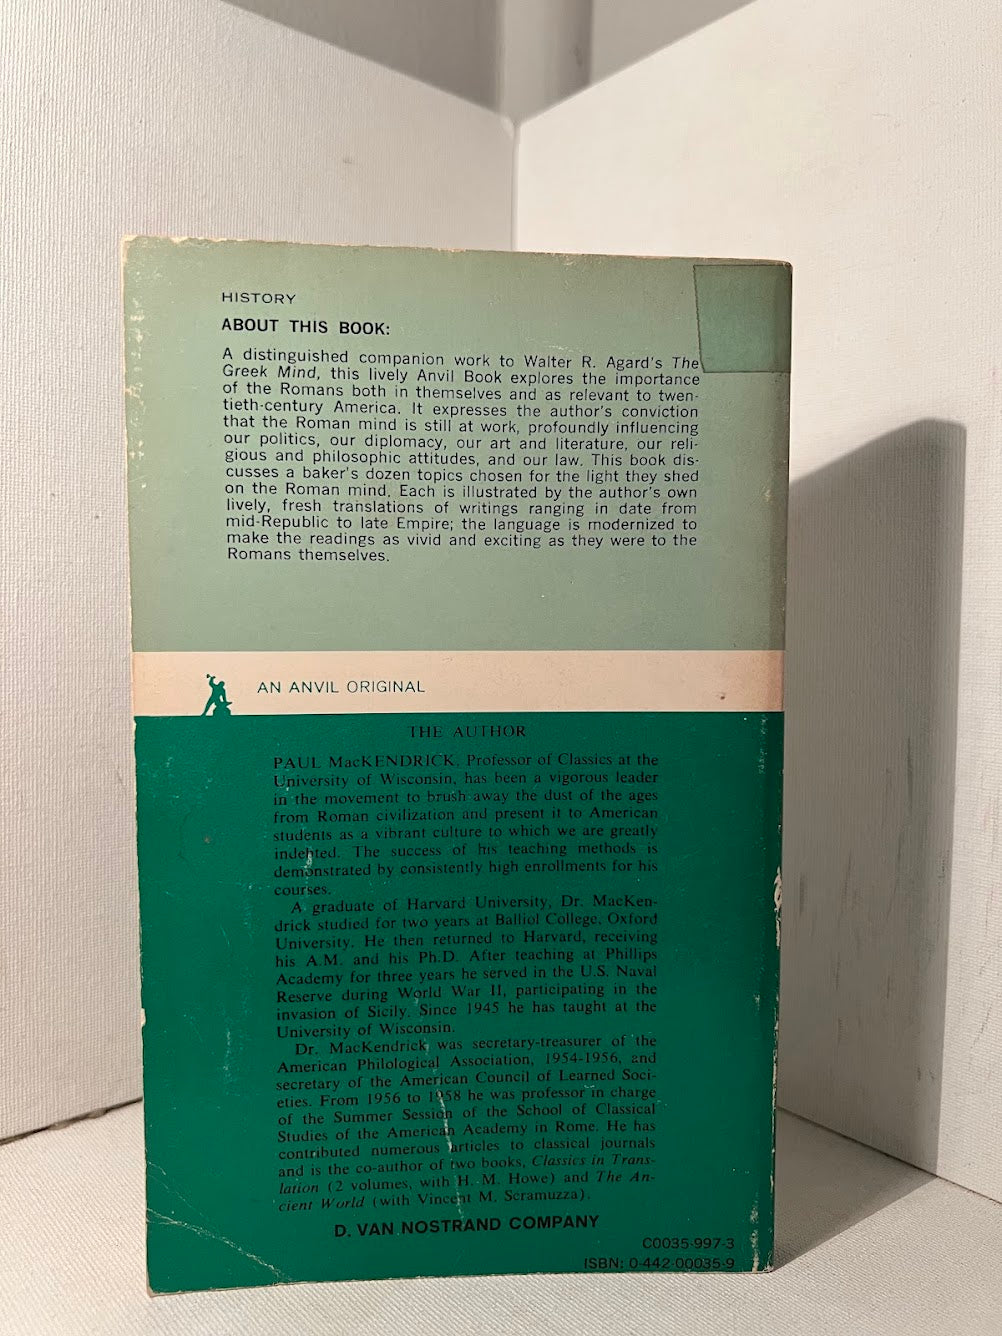 HISTORY
ABOUT THIS BOOK:
A distinguished companion work to Walter R. Agard's The
Greek Mind, this lively Anvil Book explores the importance
of the Romans both in themselves and as relevant to twen-
tieth-century America. It expresses the author's conviction
that the Roman mind is still at work, profoundly influencing
our politics, our diplomacy, our art and literature, our reli-
gious and philosophic attitudes, and our law. This book dis-
cusses a baker's dozen topics chosen for the light they shed
on the Roman mind. Each is illustrated by the author's own
lively, fresh translations of writings ranging in date from
mid-Republic to late Empire; the language is modernized to
make the readings as vivid and exciting as they were to the
Romans themselves.
AN ANVIL ORIGINAL
THE AUTHOR
PAUL MacKENDRICK, Professor of Classics at the
University of Wisconsin, has been a vigorous leader
in the movement to brush away the dust of the ages
from Roman civilization and present it to American
students as a vibrant culture to which we are greatly
indebted. The success of his teaching methods is
demonstrated by consistently high enrollments for his
courses.
A graduate of Harvard University, Dr. MacKen-
drick studied for two years at Balliol College, Oxford
University. He then returned to Harvard, receiving
his A.M. and his Ph.D. After teaching at Phillips
Academy for three years he served in the U.S. Naval
Reserve during World War II, participating in the
invasion of Sicily. Since 1945 he has taught at the
University of Wisconsin.
Dr. MacKendrick was secretary-treasurer of the
American Philological Association, 1954-1956, and
secretary of the American Council of Learned Soci-
eties. From 1956 to 1958 he was professor in charge
of the Summer Session of the School of Classical
Studies of the American Academy in Rome. He has
contributed numerous articles to classical journals
and is the co-author of two books, Classics in Trans-
lation (2 volumes, with H. M. Howe) and The An-
cient World (with Vincent M. Scramuzza).
D. VAN NOSTRAND COMPANY
C0035-997-3
ISBN: 0-442-00035-9